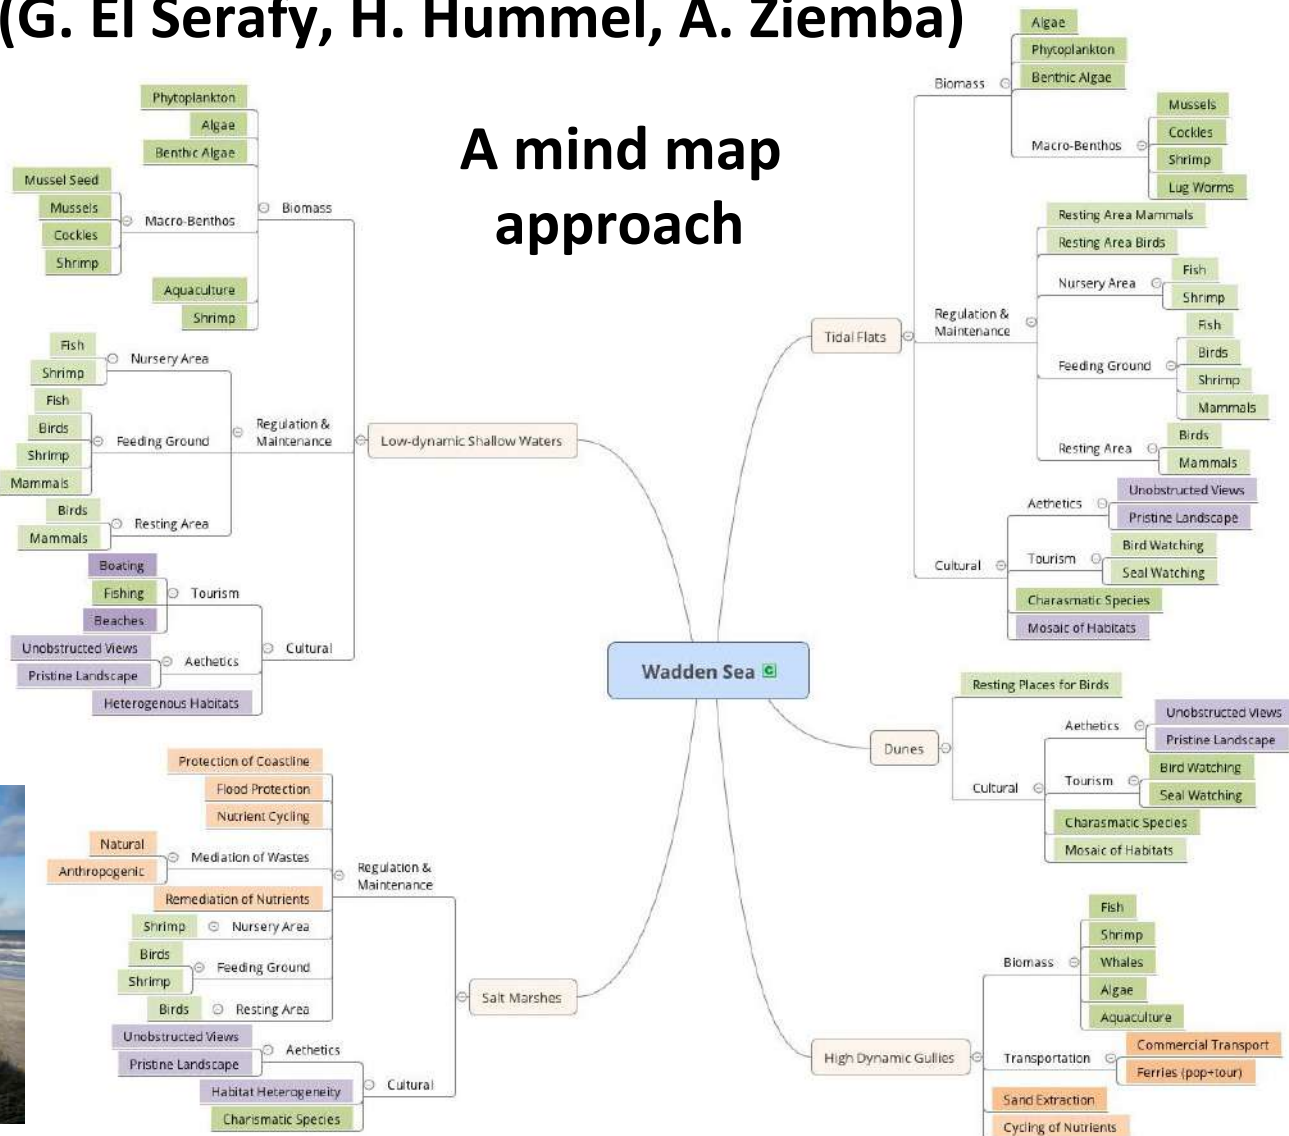 (G. El Serafy, H. Hummel, A. Ziemba)
A mind map
approach
Wadden Sea
Low-dynamic Shallow Waters
Biomass
Phytoplankton
Algae
Benthic Algae
Macro-Benthos
Mussel Seed
Mussels
Cockles
Shrimp
Aquaculture
Shrimp
Regulation &
Maintenance
Nursery Area
Fish
Shrimp
Feeding Ground
Fish
Birds
Shrimp
Mammals
Resting Area
Birds
Mammals
Cultural
Tourism
Boating
Fishing
Beaches
Aethetics
Unobstructed Views
Pristine Landscape
Heterogenous Habitats
Salt Marshes
Regulation &
Maintenance
Protection of Coastline
Flood Protection
Nutrient Cycling
Mediation of Wastes
Natural
Anthropogenic
Remediation of Nutrients
Nursery Area
Shrimp
Feeding Ground
Birds
Shrimp
Resting Area
Birds
Cultural
Aethetics
Unobstructed Views
Pristine Landscape
Habitat Heterogeneity
Charismatic Species
Tidal Flats
Biomass
Algae
Phytoplankton
Benthic Algae
Macro-Benthos
Mussels
Cockles
Shrimp
Lug Worms
Regulation &
Maintenance
Resting Area Mammals
Resting Area Birds
Nursery Area
Fish
Shrimp
Feeding Ground
Fish
Birds
Shrimp
Mammals
Resting Area
Birds
Mammals
Cultural
Aethetics
Unobstructed Views
Pristine Landscape
Tourism
Bird Watching
Seal Watching
Charasmatic Species
Mosaic of Habitats
Dunes
Resting Places for Birds
Cultural
Aethetics
Unobstructed Views
Pristine Landscape
Tourism
Bird Watching
Seal Watching
Charasmatic Species
Mosaic of Habitats
High Dynamic Gullies
Biomass
Fish
Shrimp
Whales
Algae
Aquaculture
Transportation
Commercial Transport
Ferries (pop+tour)
Sand Extraction
Cycling of Nutrients